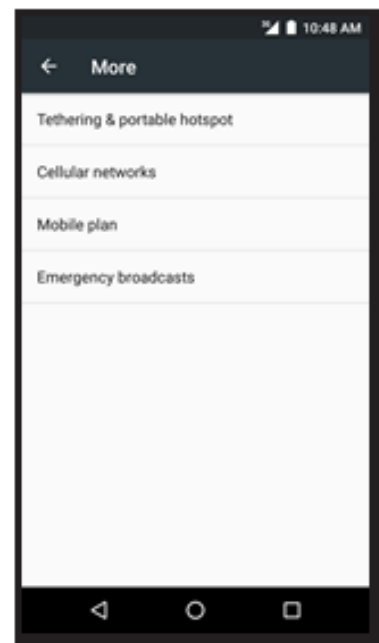 10:48 AM
More
Tethering & portable hotspot
Cellular networks
Mobile plan
Emergency broadcasts